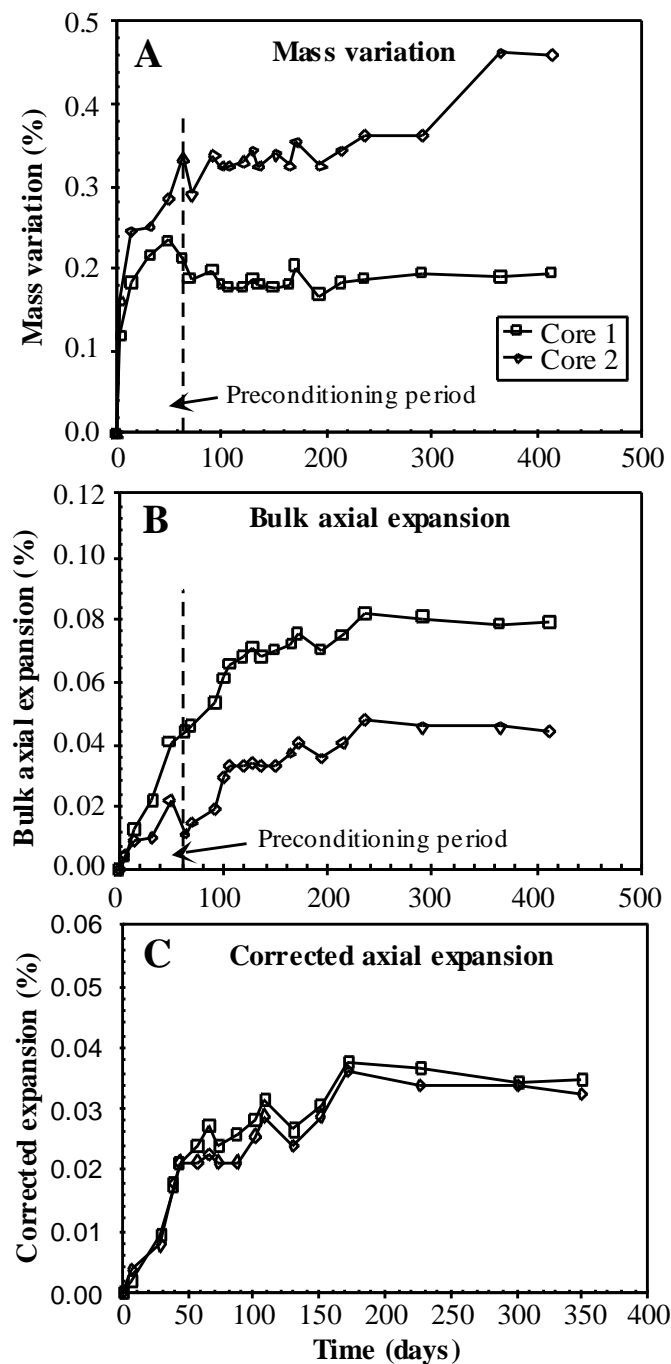 A Mass variation
Mass variation (%)
0.5
0.4
0.3
0.2
0.1
0.0
Core 1
Core 2
Preconditioning period
0 100 200 300 400 500
B Bulk axial expansion
Bulk axial expansion (%)
0.12
0.10
0.08
0.06
0.04
0.02
0.00
Preconditioning period
0 100 200 300 400 500
C Corrected axial expansion
Corrected expansion (%)
0.06
0.05
0.04
0.03
0.02
0.01
0.00
0 50 100 150 200 250 300 350 400
Time (days)